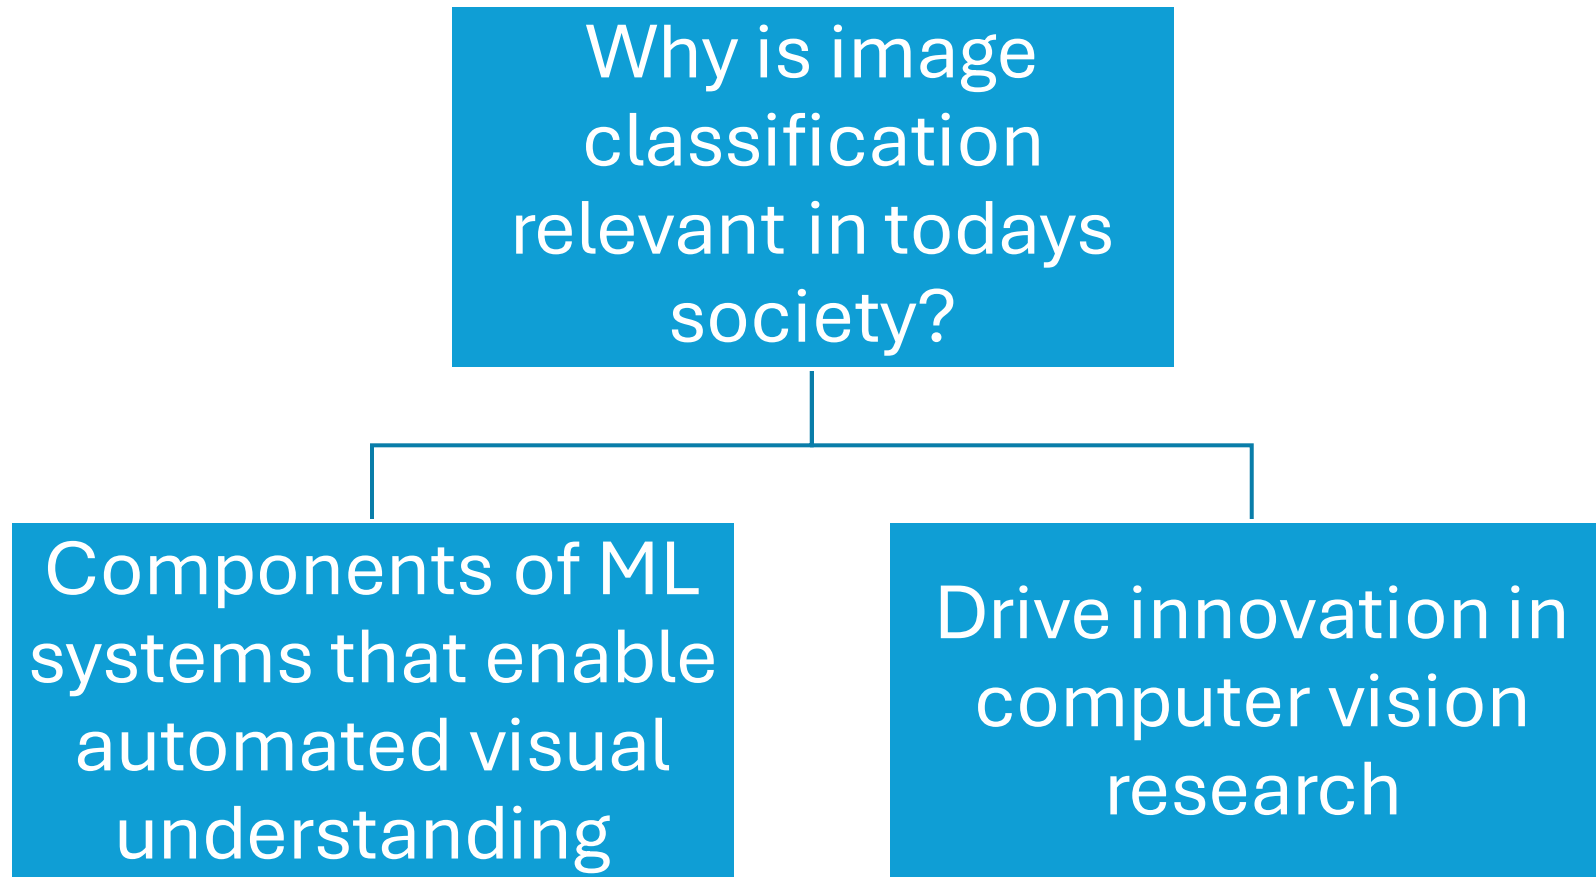 Why is image
classification
relevant in todays
society?
Components of ML
systems that enable
automated visual
understanding
Drive innovation in
computer vision
research